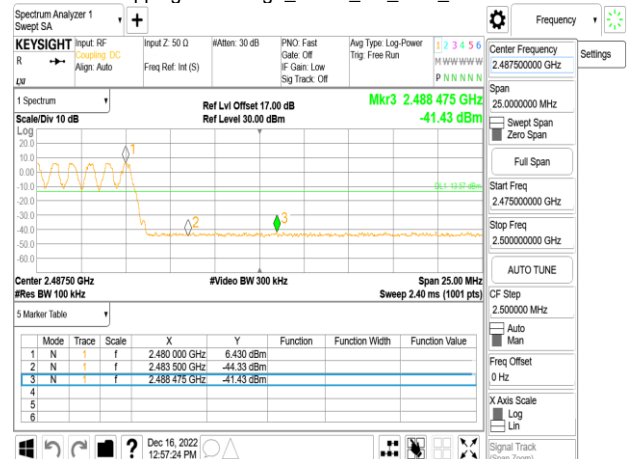 Spectrum Analyzer 1
Swept SA
KEYSIGHT
R
Input: RF
Coupling: DC
Align: Auto
Input Z: 50 Ω
Freq Ref: Int (S)
#Atten: 30 dB
PNO: Fast
Gate: Off
IF Gain: Low
Sig Track: Off
Avg Type: Log-Power
Trig: Free Run
1 2 3 4 5 6
M W W W W W
P N N N N N
1 Spectrum
Scale/Div 10 dB
Ref Lvl Offset 17.00 dB
Ref Level 30.00 dBm
Mkr3 2.488 475 GHz
-41.43 dBm
Log
20.0
10.0
0.00
-10.0
-20.0
-30.0
-40.0
-50.0
-60.0
1
2
3
DL1 -13.57 dBm
Center 2.48750 GHz
#Res BW 100 kHz
#Video BW 300 kHz
Span 25.00 MHz
Sweep 2.40 ms (1001 pts)
5 Marker Table
Mode Trace Scale X Y Function Function Width Function Value
1 N 1 f 2.480 000 GHz 6.430 dBm
2 N 1 f 2.483 500 GHz -44.33 dBm
3 N 1 f 2.488 475 GHz -41.43 dBm
4
5
6
?
Dec 16, 2022
12:57:24 PM
Frequency
Settings
Center Frequency
2.487500000 GHz
Span
25.0000000 MHz
Swept Span
Zero Span
Full Span
Start Freq
2.475000000 GHz
Stop Freq
2.500000000 GHz
AUTO TUNE
CF Step
2.500000 MHz
Auto
Man
Freq Offset
0 Hz
X Axis Scale
Log
Lin
Signal Track
(Span Zoom)